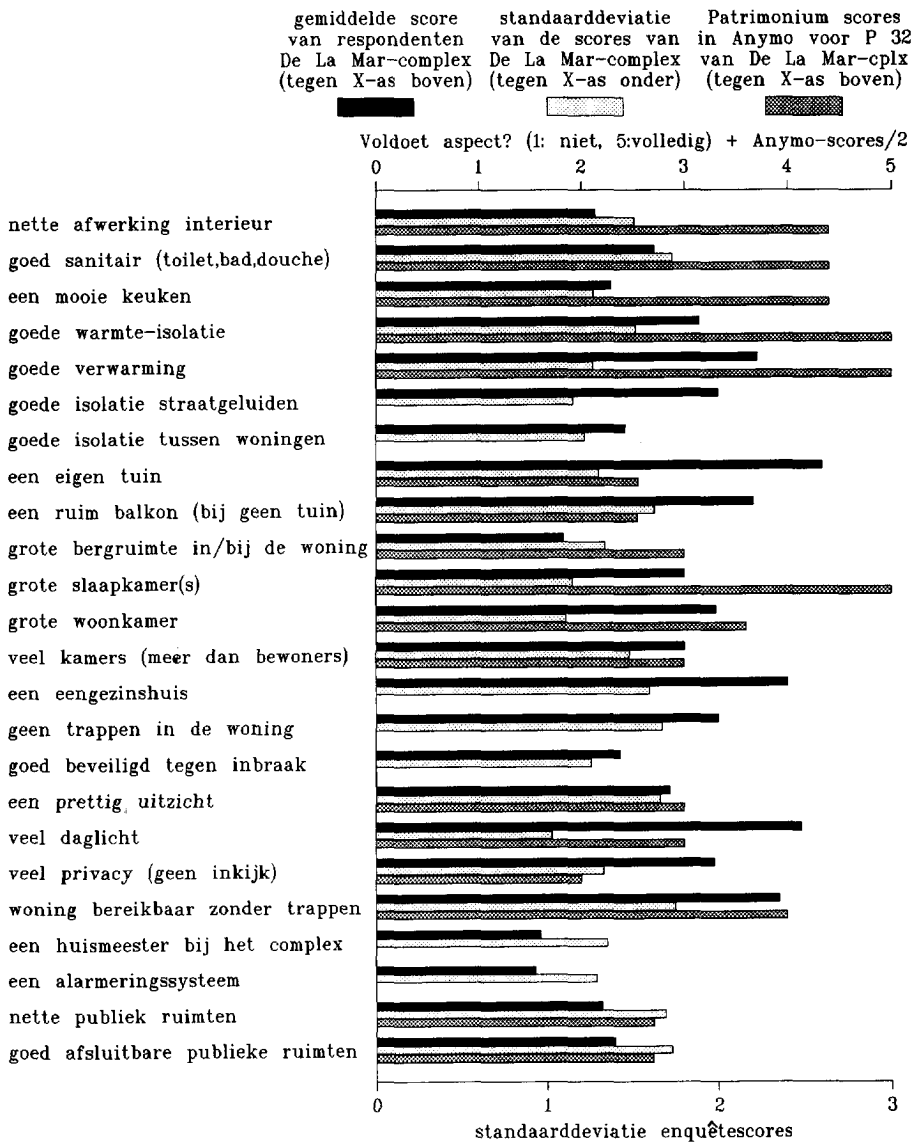 gemiddelde score
van respondenten
De La Mar-complex
(tegen X-as boven)
standaarddeviatie
van de scores van
De La Mar-complex
(tegen X-as onder)
Patrimonium scores
in Anymo voor P 32
van De La Mar-cplx
(tegen X-as boven)
Voldoet aspect? (1: niet, 5:volledig) + Anymo-scores/2
0 1 2 3 4 5
nette afwerking interieur
goed sanitair (toilet,bad,douche)
een mooie keuken
goede warmte-isolatie
goede verwarming
goede isolatie straatgeluiden
goede isolatie tussen woningen
een eigen tuin
een ruim balkon (bij geen tuin)
grote bergruimte in/bij de woning
grote slaapkamer(s)
grote woonkamer
veel kamers (meer dan bewoners)
een eengezinshuis
geen trappen in de woning
goed beveiligd tegen inbraak
een prettig uitzicht
veel daglicht
veel privacy (geen inkijk)
woning bereikbaar zonder trappen
een huismeester bij het complex
een alarmeringssysteem
nette publiek ruimten
goed afsluitbare publieke ruimten
0 1 2 3
standaarddeviatie enquêtescores